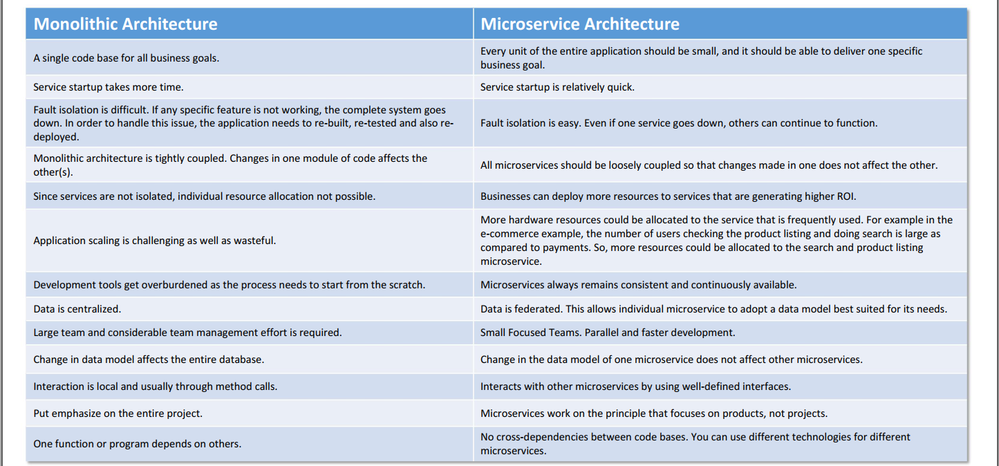 Monolithic Architecture
Microservice Architecture
A single code base for all business goals.
Every unit of the entire application should be small, and it should be able to deliver one specific
business goal.
Service startup takes more time.
Service startup is relatively quick.
Fault isolation is difficult. If any specific feature is not working, the complete system goes
down. In order to handle this issue, the application needs to re-built, re-tested and also re-
deployed.
Fault isolation is easy. Even if one service goes down, others can continue to function.
Monolithic architecture is tightly coupled. Changes in one module of code affects the
other(s).
All microservices should be loosely coupled so that changes made in one does not affect the other.
Since services are not isolated, individual resource allocation not possible.
Businesses can deploy more resources to services that are generating higher ROI.
Application scaling is challenging as well as wasteful.
More hardware resources could be allocated to the service that is frequently used. For example in the
e-commerce example, the number of users checking the product listing and doing search is large as
compared to payments. So, more resources could be allocated to the search and product listing
microservice.
Development tools get overburdened as the process needs to start from the scratch.
Microservices always remains consistent and continuously available.
Data is centralized.
Data is federated. This allows individual microservice to adopt a data model best suited for its needs.
Large team and considerable team management effort is required.
Small Focused Teams. Parallel and faster development.
Change in data model affects the entire database.
Change in the data model of one microservice does not affect other microservices.
Interaction is local and usually through method calls.
Interacts with other microservices by using well-defined interfaces.
Put emphasize on the entire project.
Microservices work on the principle that focuses on products, not projects.
One function or program depends on others.
No cross-dependencies between code bases. You can use different technologies for different
microservices.